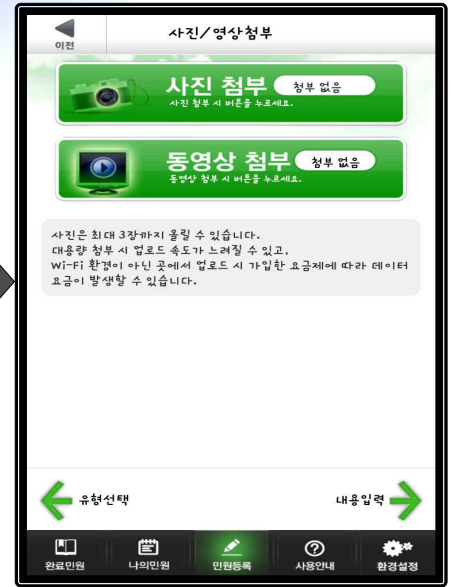 이전
사진/영상첨부
사진 첨부 첨부 없음
사진 첨부 시 버튼을 누르세요.
동영상 첨부 첨부 없음
동영상 첨부 시 버튼을 누르세요.
사진은 최대 3장까지 올릴 수 있습니다.
대용량 첨부 시 업로드 속도가 느려질 수 있고,
Wi-Fi 환경이 아닌 곳에서 업로드 시 가입한 요금제에 따라 데이터
요금이 발생할 수 있습니다.
유형선택 내용입력
완료민원 나의민원 민원등록 사용안내 환경설정